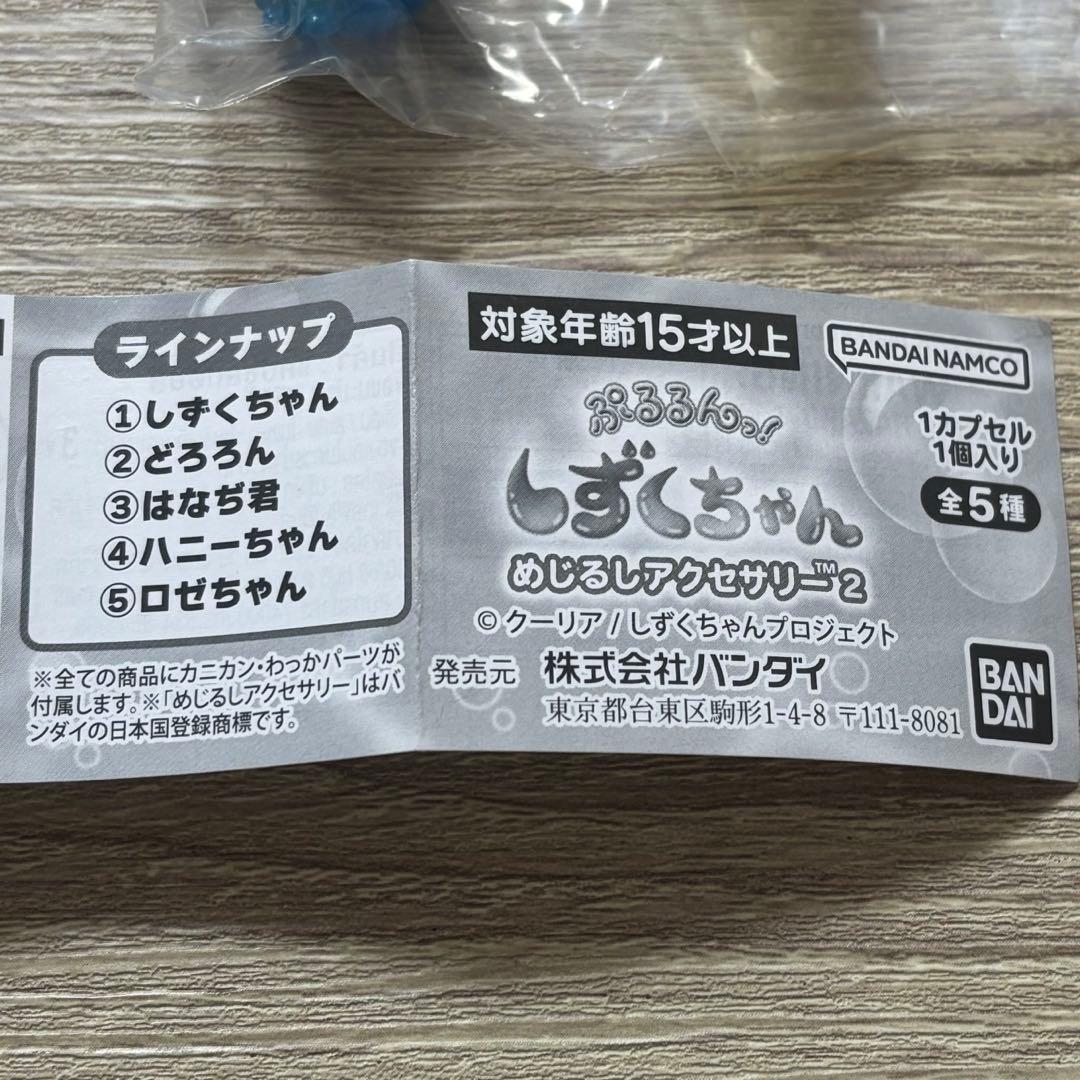 ラインナップ
①しずくちゃん
②どろろん
③はなぢ君
④ハニーちゃん
⑤ロゼちゃん
※全ての商品にカニカン・わっかパーツが
付属します。※「めじるしアクセサリー」はバ
ンダイの日本国登録商標です。
対象年齢15才以上
BANDAI NAMCO
ぷるるんっ!
しずくちゃん
めじるしアクセサリー™2
1カプセル
1個入り
全5種
©クーリア/しずくちゃんプロジェクト
発売元 株式会社バンダイ
東京都台東区駒形1-4-8 〒111-8081
BAN
DAI